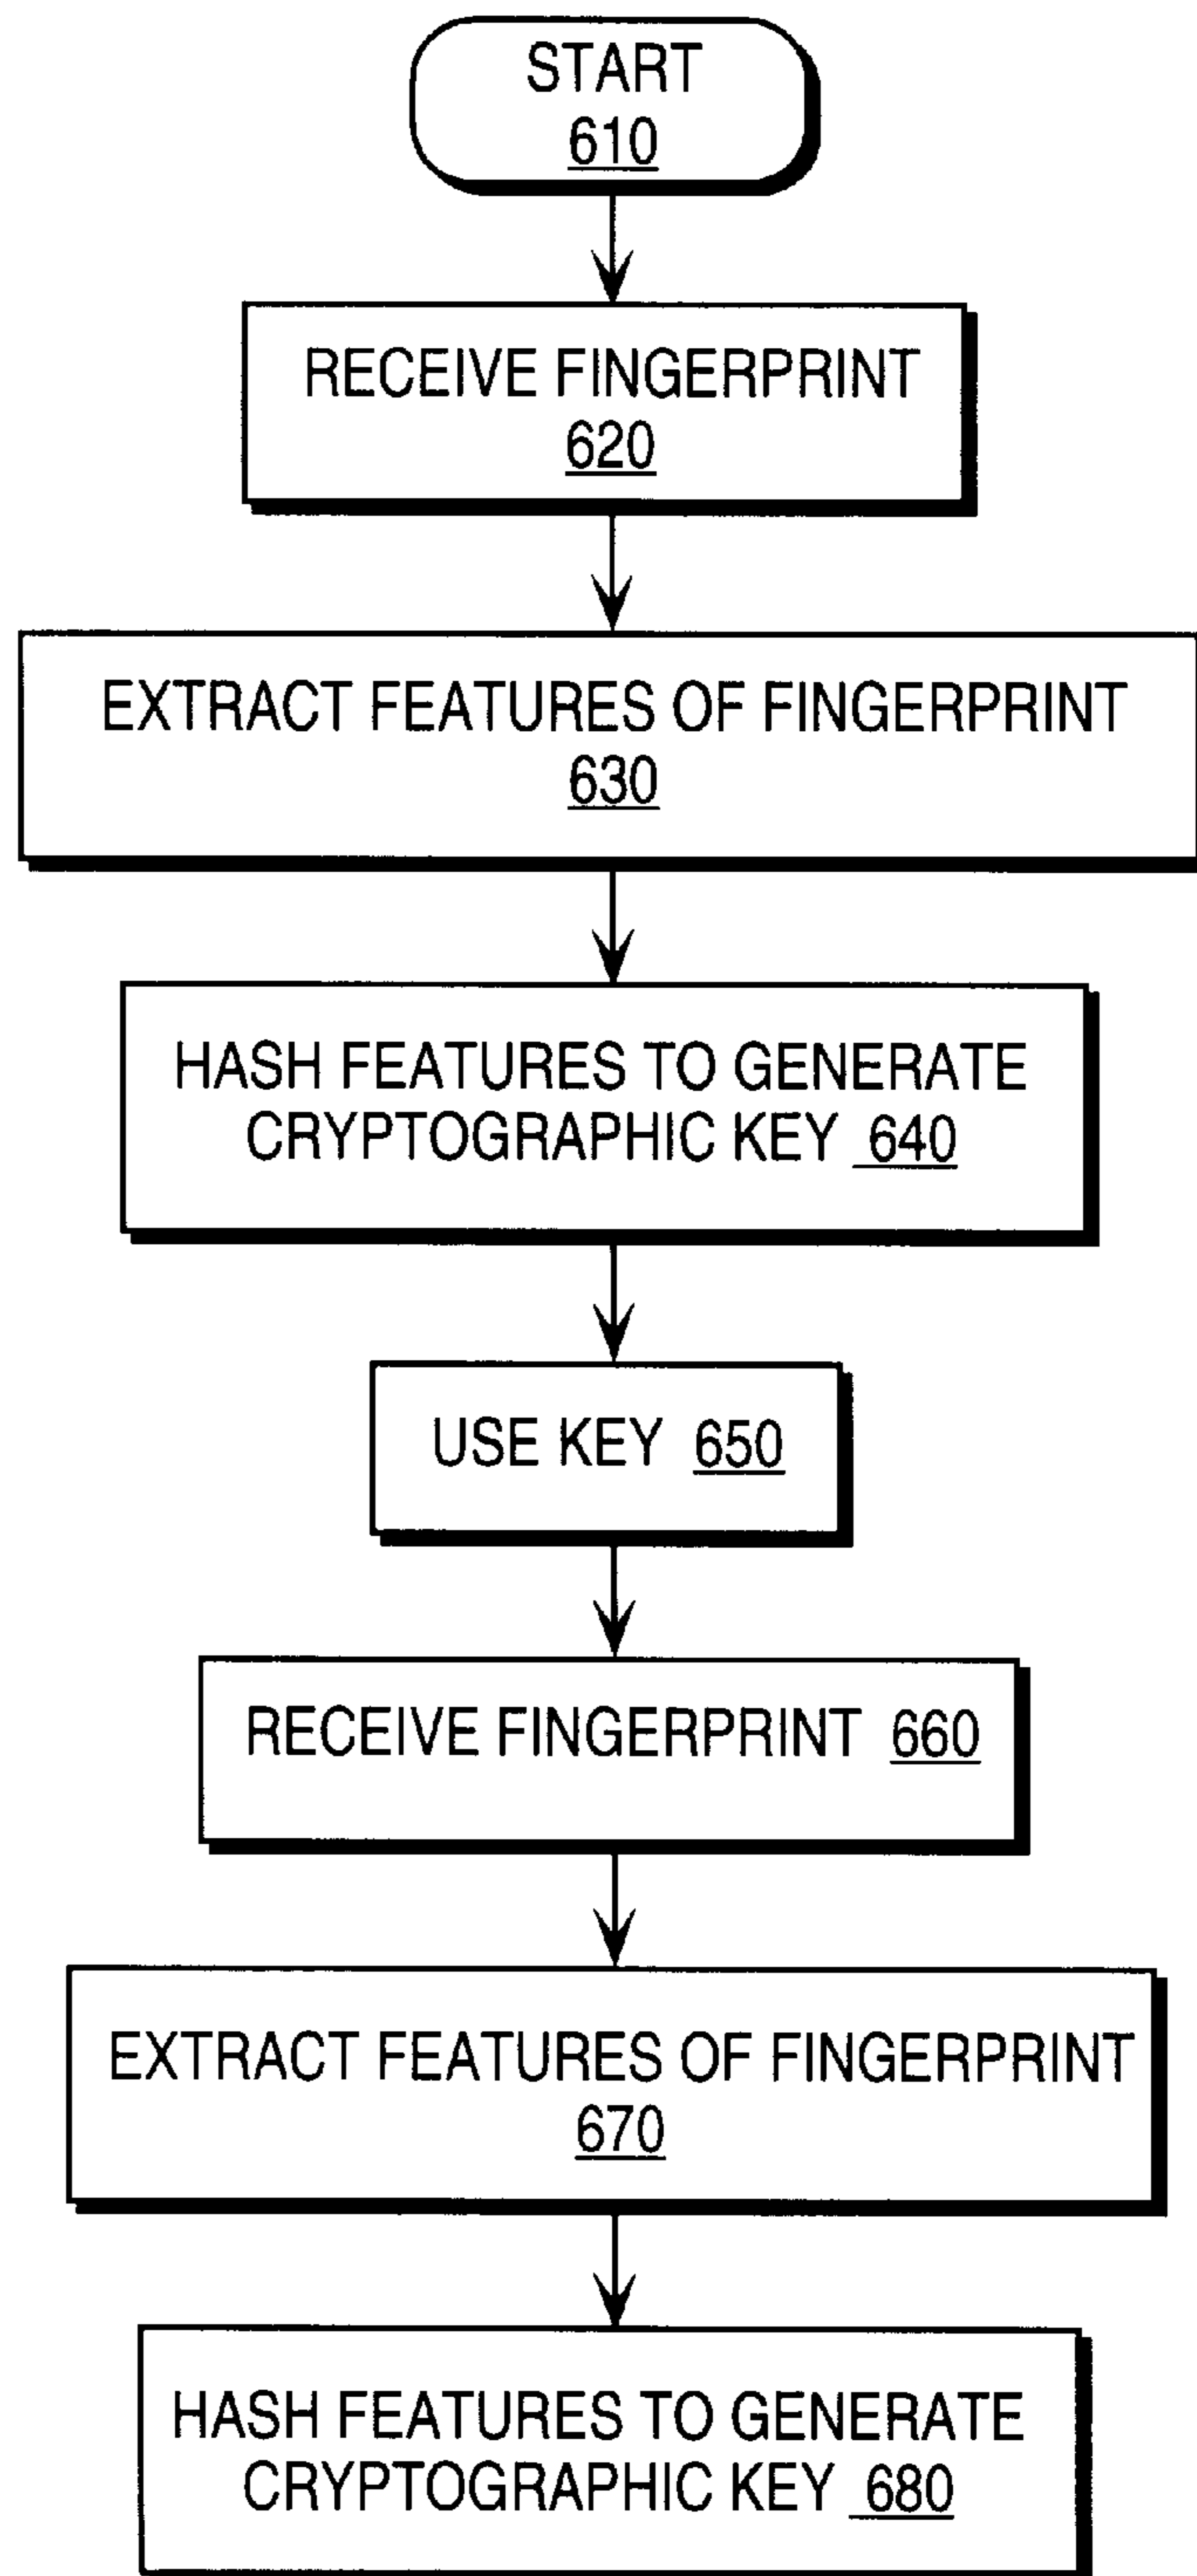 START
610
RECEIVE FINGERPRINT
620
EXTRACT FEATURES OF FINGERPRINT
630
HASH FEATURES TO GENERATE
CRYPTOGRAPHIC KEY 640
USE KEY 650
RECEIVE FINGERPRINT 660
EXTRACT FEATURES OF FINGERPRINT
670
HASH FEATURES TO GENERATE
CRYPTOGRAPHIC KEY 680